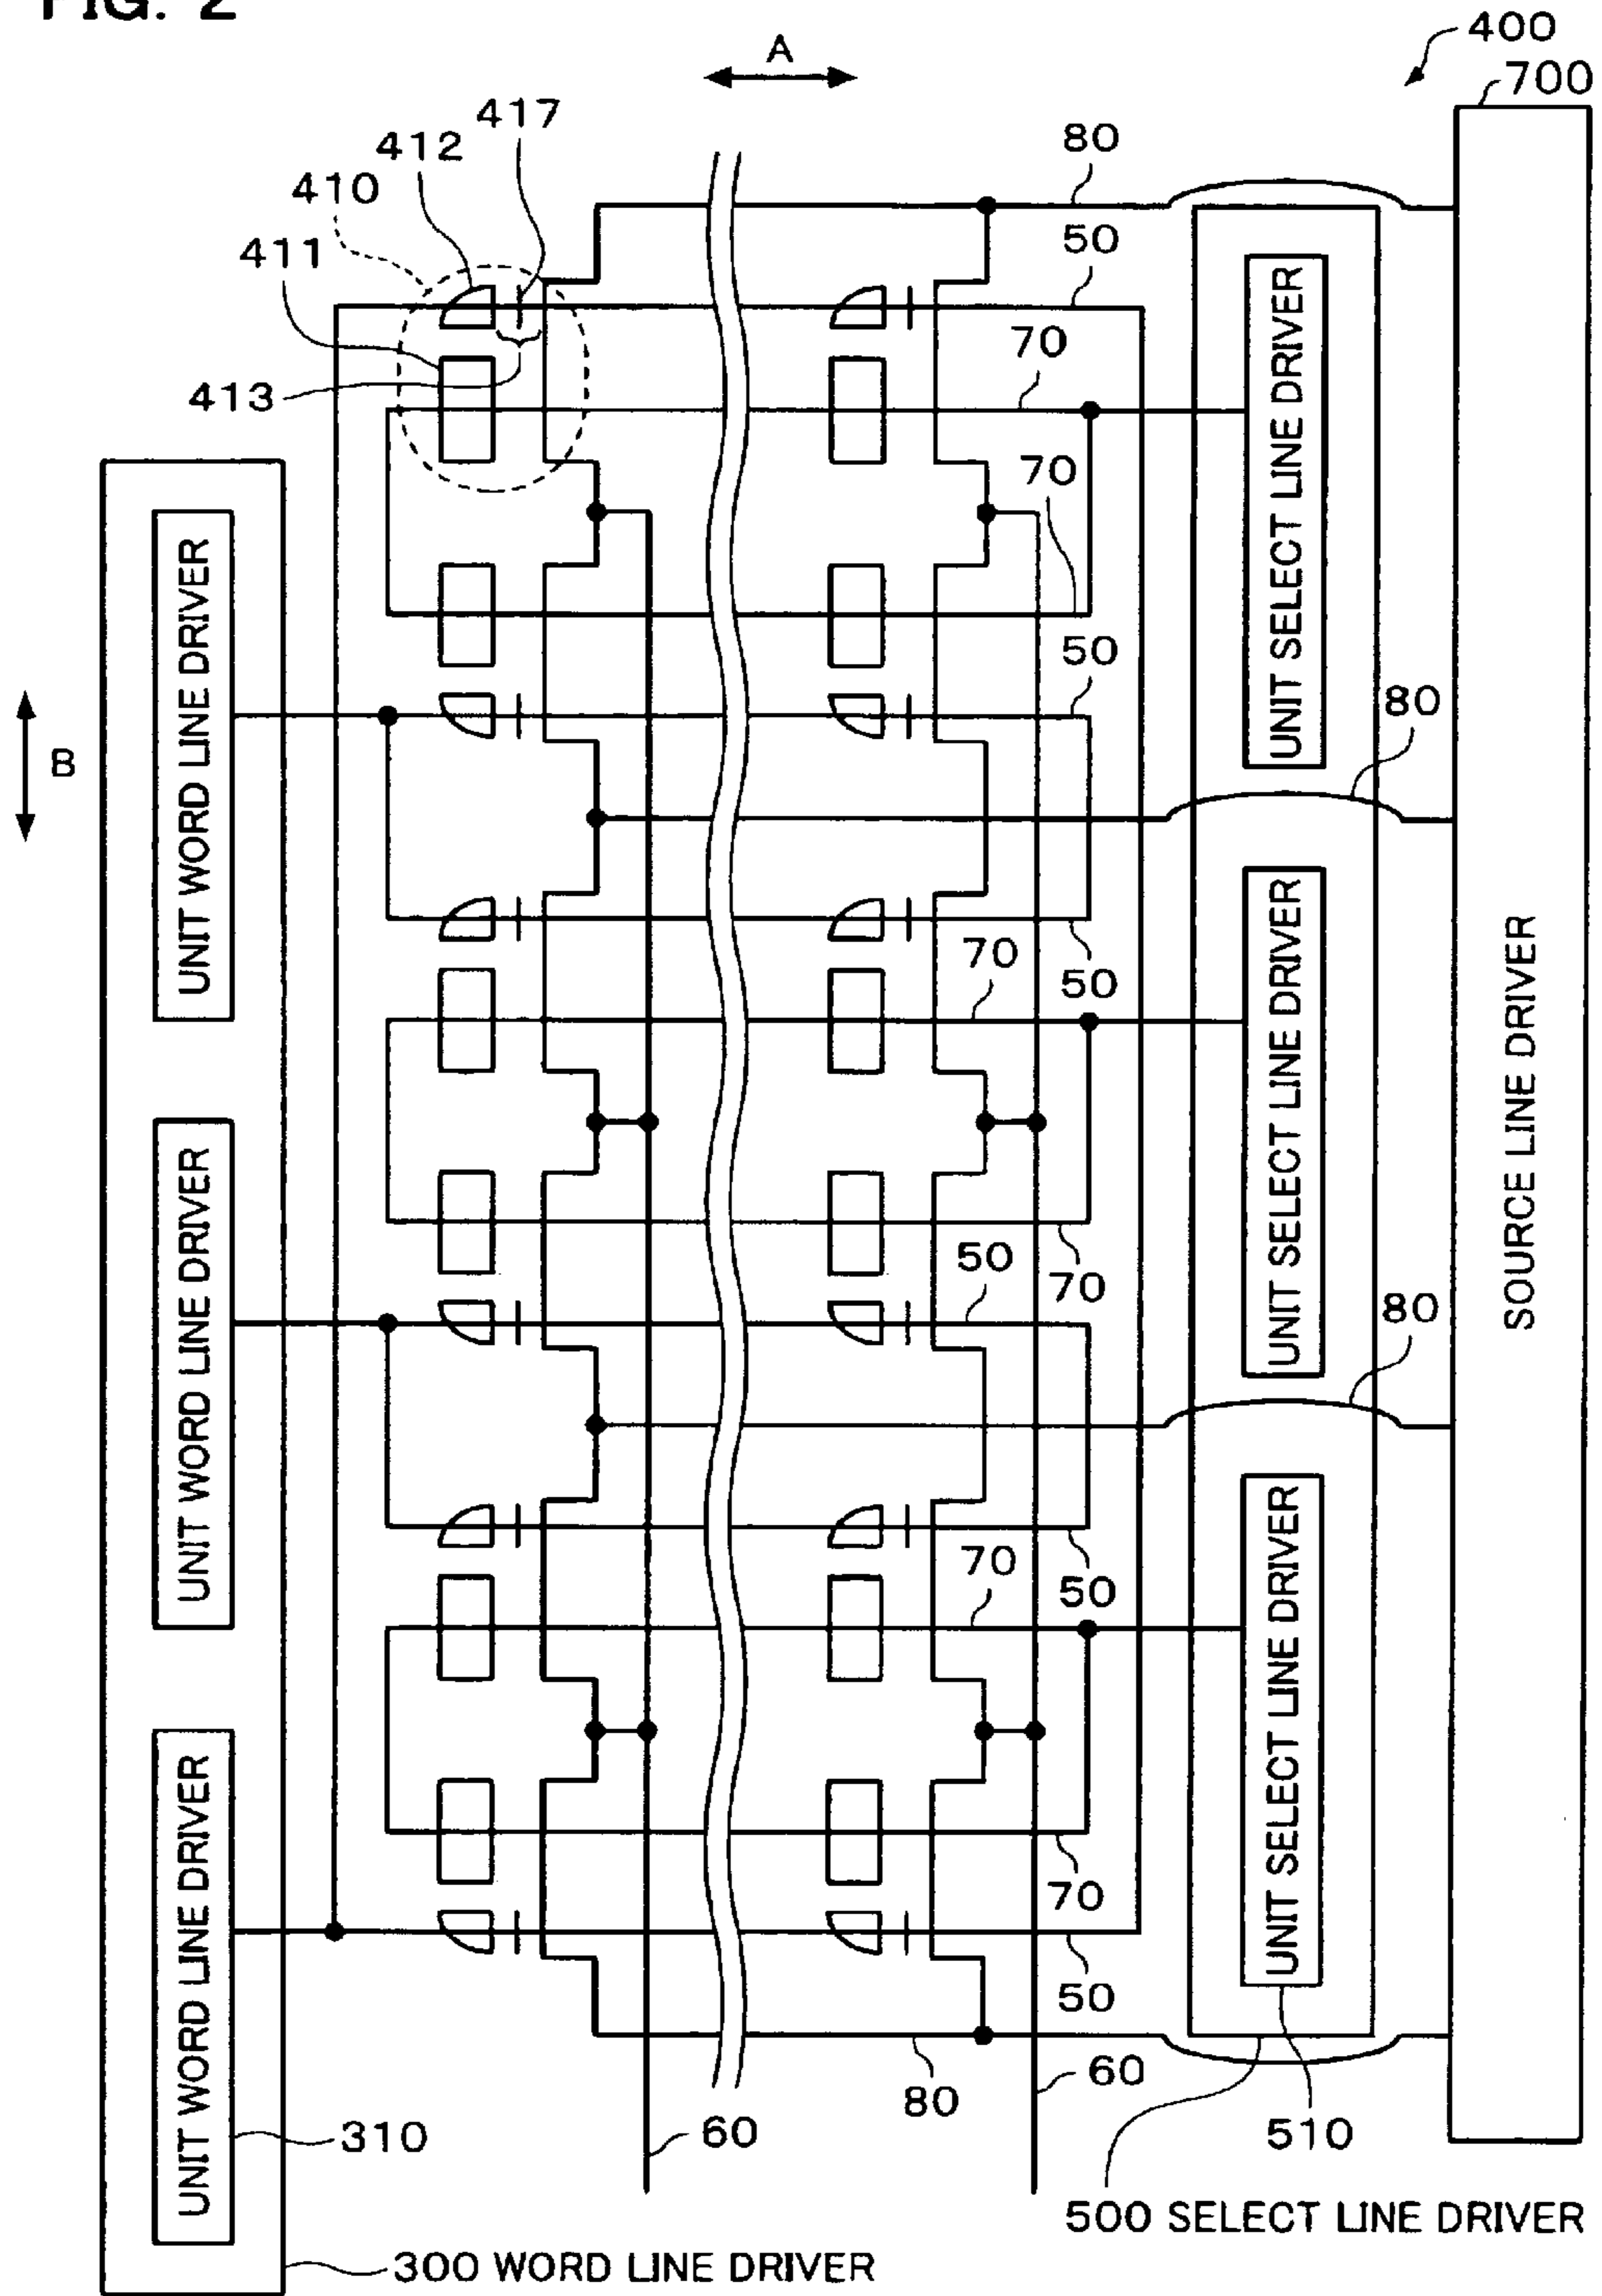 FIG. 2
A
400
700
417
412
80
410
50
411
70
413
70
UNIT WORD LINE DRIVER
UNIT SELECT LINE DRIVER
50
80
B
70
50
UNIT SELECT LINE DRIVER
SOURCE LINE DRIVER
UNIT WORD LINE DRIVER
50
70
80
70
50
UNIT SELECT LINE DRIVER
UNIT WORD LINE DRIVER
70
50
60
80
60
310
510
500 SELECT LINE DRIVER
300 WORD LINE DRIVER